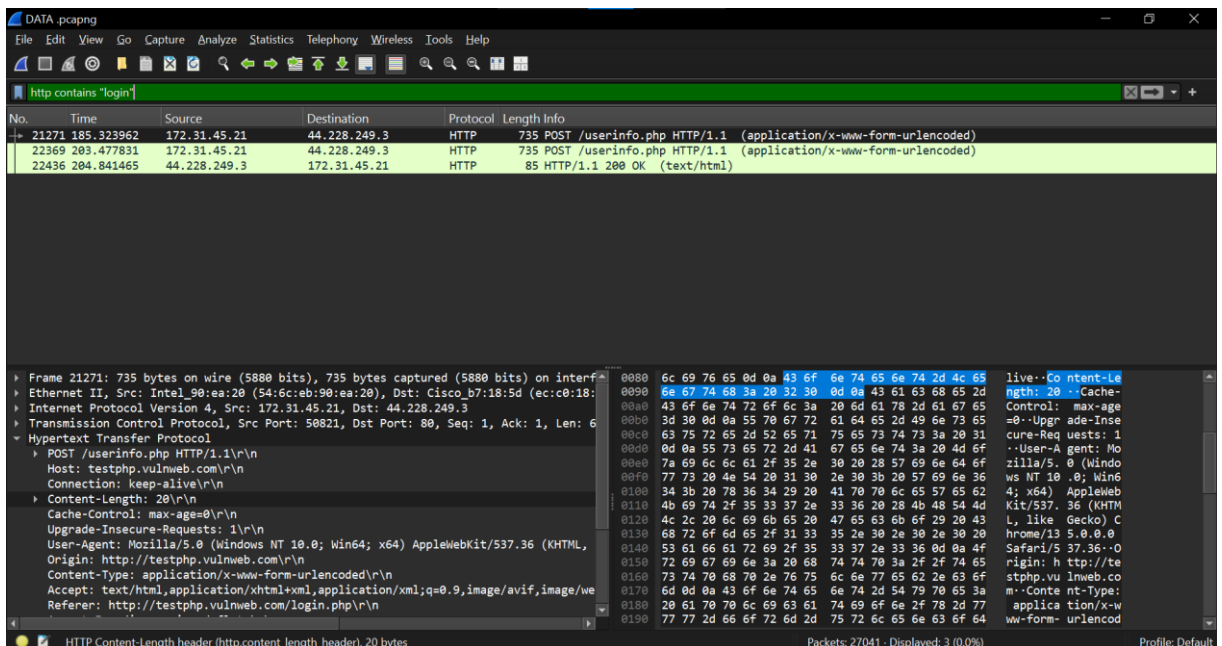 DATA .pcapng
File Edit View Go Capture Analyze Statistics Telephony Wireless Tools Help
http contains "login"
No. Time Source Destination Protocol Length Info
21271 185.323962 172.31.45.21 44.228.249.3 HTTP 735 POST /userinfo.php HTTP/1.1 (application/x-www-form-urlencoded)
22369 203.477831 172.31.45.21 44.228.249.3 HTTP 735 POST /userinfo.php HTTP/1.1 (application/x-www-form-urlencoded)
22436 204.841465 44.228.249.3 172.31.45.21 HTTP 85 HTTP/1.1 200 OK (text/html)
Frame 21271: 735 bytes on wire (5880 bits), 735 bytes captured (5880 bits) on interf
Ethernet II, Src: Intel_90:ea:20 (54:6c:eb:90:ea:20), Dst: Cisco_b7:18:5d (ec:c0:18:
Internet Protocol Version 4, Src: 172.31.45.21, Dst: 44.228.249.3
Transmission Control Protocol, Src Port: 50821, Dst Port: 80, Seq: 1, Ack: 1, Len: 6
Hypertext Transfer Protocol
POST /userinfo.php HTTP/1.1\r\n
Host: testphp.vulnweb.com\r\n
Connection: keep-alive\r\n
Content-Length: 20\r\n
Cache-Control: max-age=0\r\n
Upgrade-Insecure-Requests: 1\r\n
User-Agent: Mozilla/5.0 (Windows NT 10.0; Win64; x64) AppleWebKit/537.36 (KHTML,
Origin: http://testphp.vulnweb.com\r\n
Content-Type: application/x-www-form-urlencoded\r\n
Accept: text/html,application/xhtml+xml,application/xml;q=0.9,image/avif,image/we
Referer: http://testphp.vulnweb.com/login.php\r\n
0080 6c 69 76 65 0d 0a 43 6f 6e 74 65 6e 74 2d 4c 65 live··Co ntent-Le
0090 6e 67 74 68 3a 20 32 30 0d 0a 43 61 63 68 65 2d ngth: 20 ··Cache-
00a0 43 6f 6e 74 72 6f 6c 3a 20 6d 61 78 2d 61 67 65 Control: max-age
00b0 3d 30 0d 0a 55 70 67 72 61 64 65 2d 49 6e 73 65 =0··Upgr ade-Inse
00c0 63 75 72 65 2d 52 65 71 75 65 73 74 73 3a 20 31 cure-Req uests: 1
00d0 0d 0a 55 73 65 72 2d 41 67 65 6e 74 3a 20 4d 6f ··User-A gent: Mo
00e0 7a 69 6c 6c 61 2f 35 2e 30 20 28 57 69 6e 64 6f zilla/5. 0 (Windo
00f0 77 73 20 4e 54 20 31 30 2e 30 3b 20 57 69 6e 36 ws NT 10 .0; Win6
0100 34 3b 20 78 36 34 29 20 41 70 70 6c 65 57 65 62 4; x64) AppleWeb
0110 4b 69 74 2f 35 33 37 2e 33 36 20 28 4b 48 54 4d Kit/537. 36 (KHTM
0120 4c 2c 20 6c 69 6b 65 20 47 65 63 6b 6f 29 20 43 L, like Gecko) C
0130 68 72 6f 6d 65 2f 31 33 35 2e 30 2e 30 2e 30 20 hrome/13 5.0.0.0
0140 53 61 66 61 72 69 2f 35 33 37 2e 33 36 0d 0a 4f Safari/5 37.36··O
0150 72 69 67 69 6e 3a 20 68 74 74 70 3a 2f 2f 74 65 rigin: h ttp://te
0160 73 74 70 68 70 2e 76 75 6c 6e 77 65 62 2e 63 6f stphp.vu lnweb.co
0170 6d 0d 0a 43 6f 6e 74 65 6e 74 2d 54 79 70 65 3a m··Conte nt-Type:
0180 20 61 70 70 6c 69 63 61 74 69 6f 6e 2f 78 2d 77 applica tion/x-w
0190 77 77 2d 66 6f 72 6d 2d 75 72 6c 65 6e 63 6f 64 ww-form- urlencod
HTTP Content-Length header (http.content_length_header), 20 bytes Packets: 27041 · Displayed: 3 (0.0%) Profile: Default